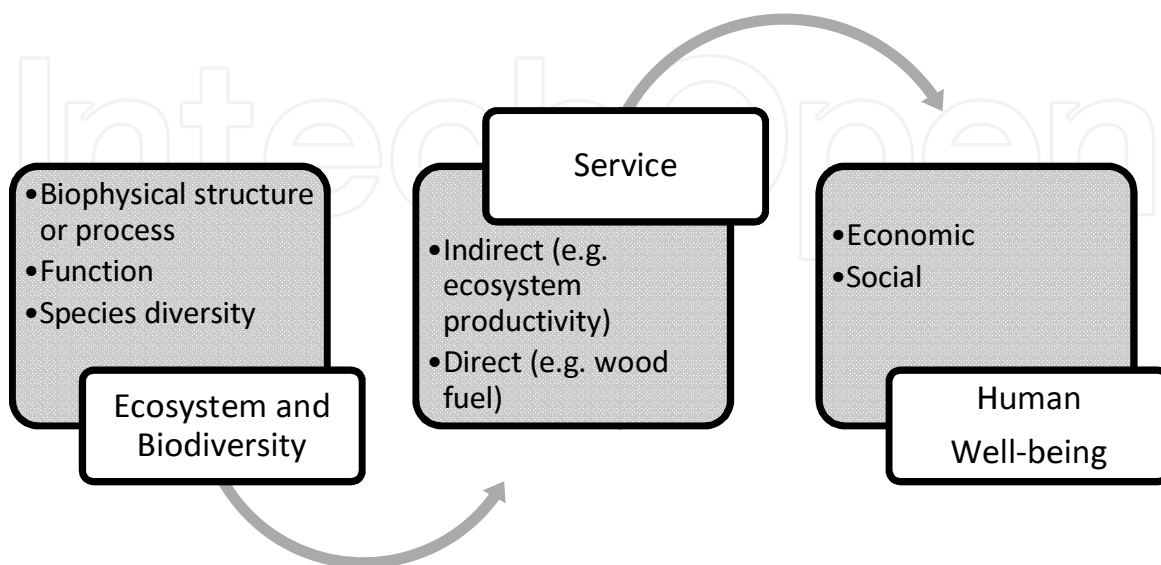 IntechOpen
•Biophysical structure
or process
•Function
•Species diversity
Ecosystem and
Biodiversity
Service
•Indirect (e.g.
ecosystem
productivity)
•Direct (e.g. wood
fuel)
•Economic
•Social
Human
Well-being